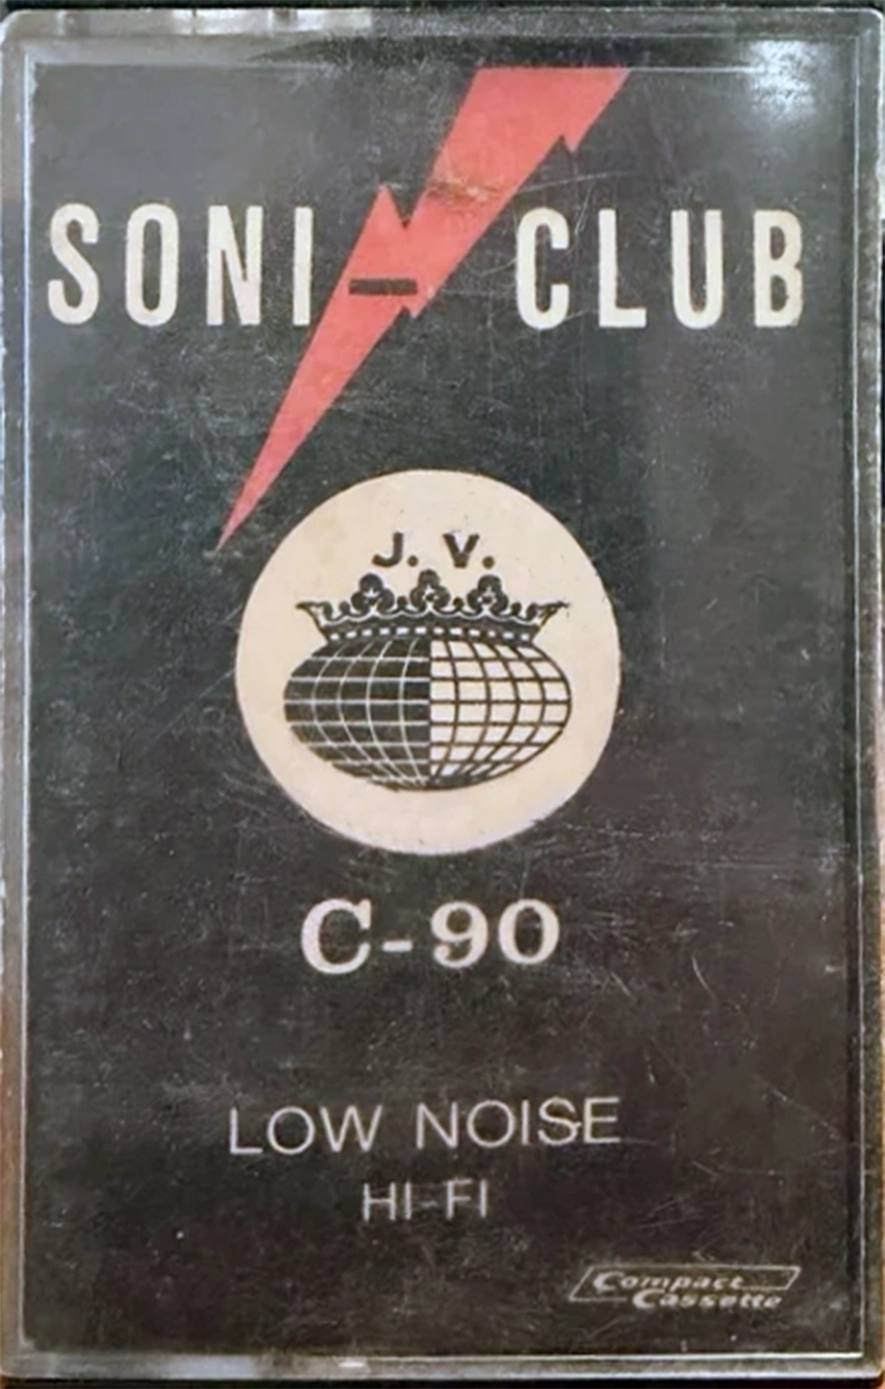 SONI-CLUB
J. V.
C-90
LOW NOISE
HI-FI
Compact
Cassette